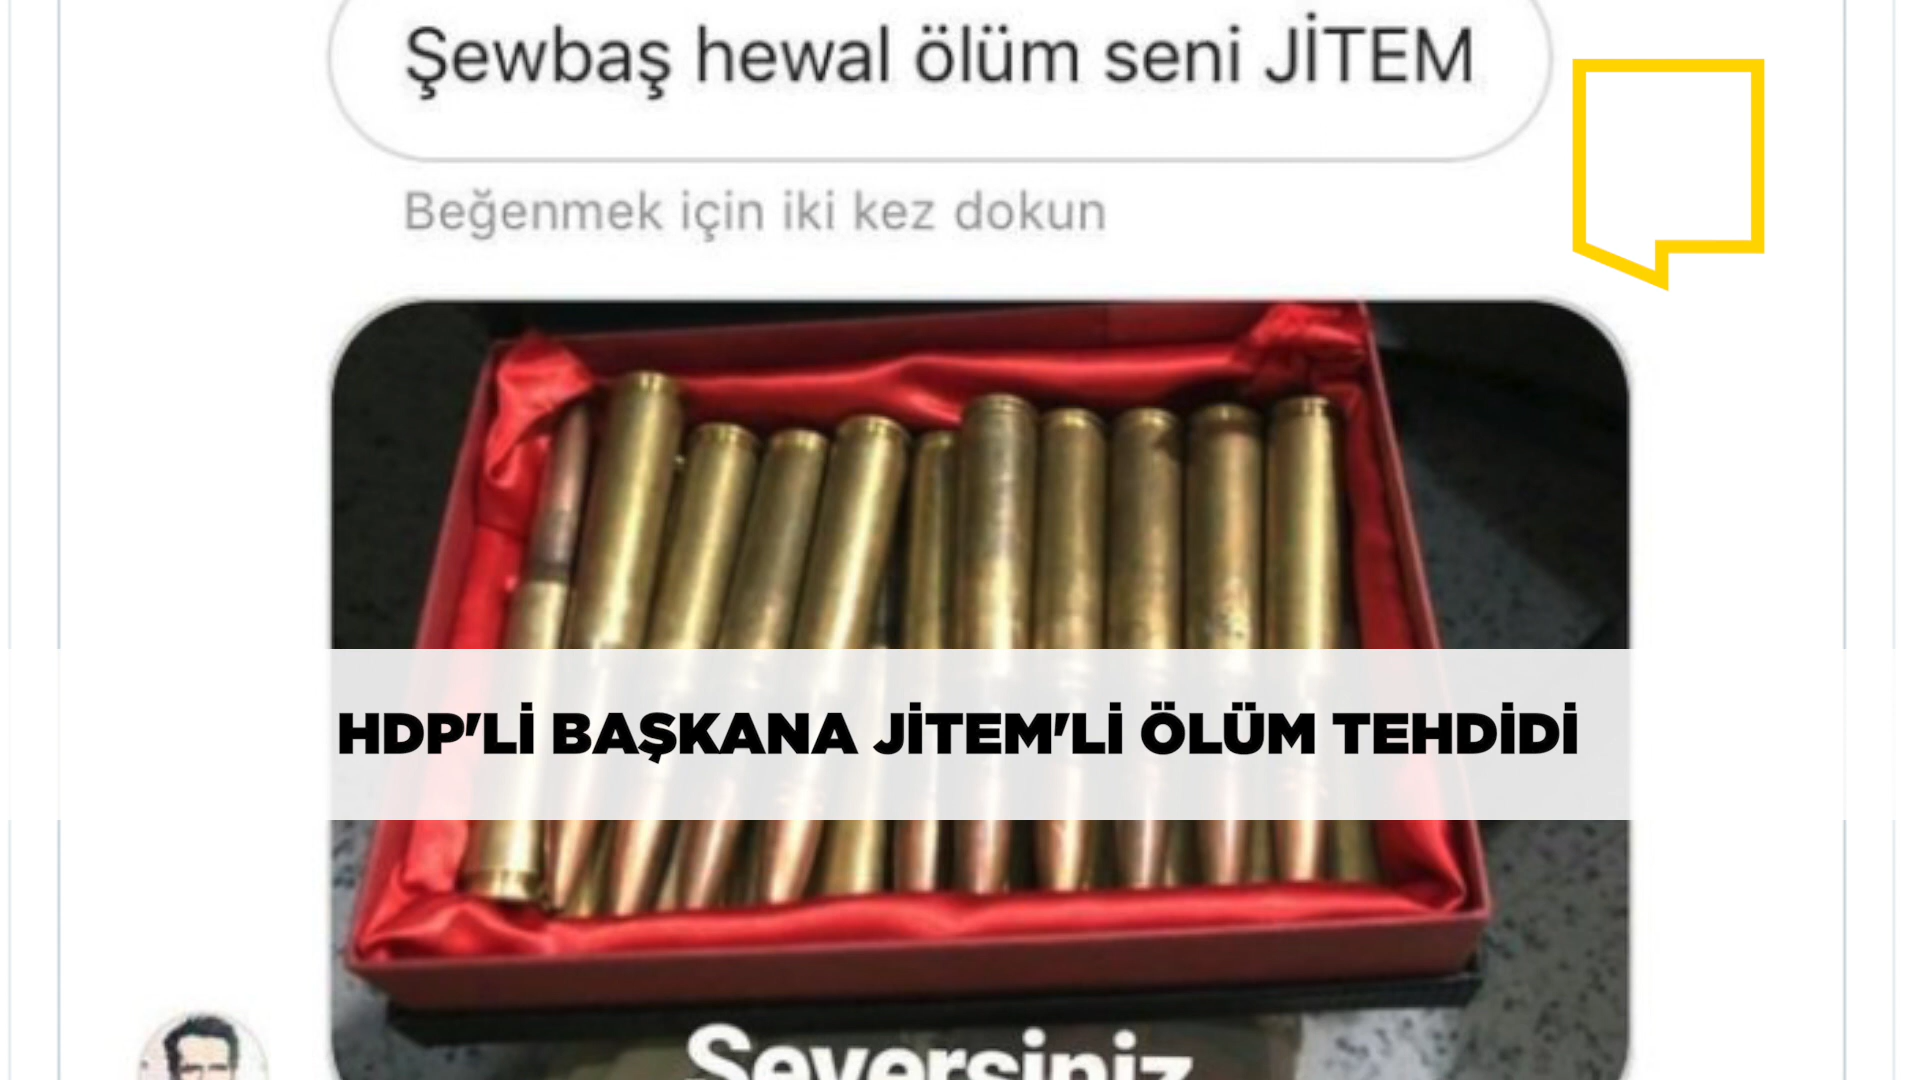 Şewbaş hewal ölüm seni JİTEM
Beğenmek için iki kez dokun
HDP'Lİ BAŞKANA JİTEM'Lİ ÖLÜM TEHDİDİ
Seversiniz